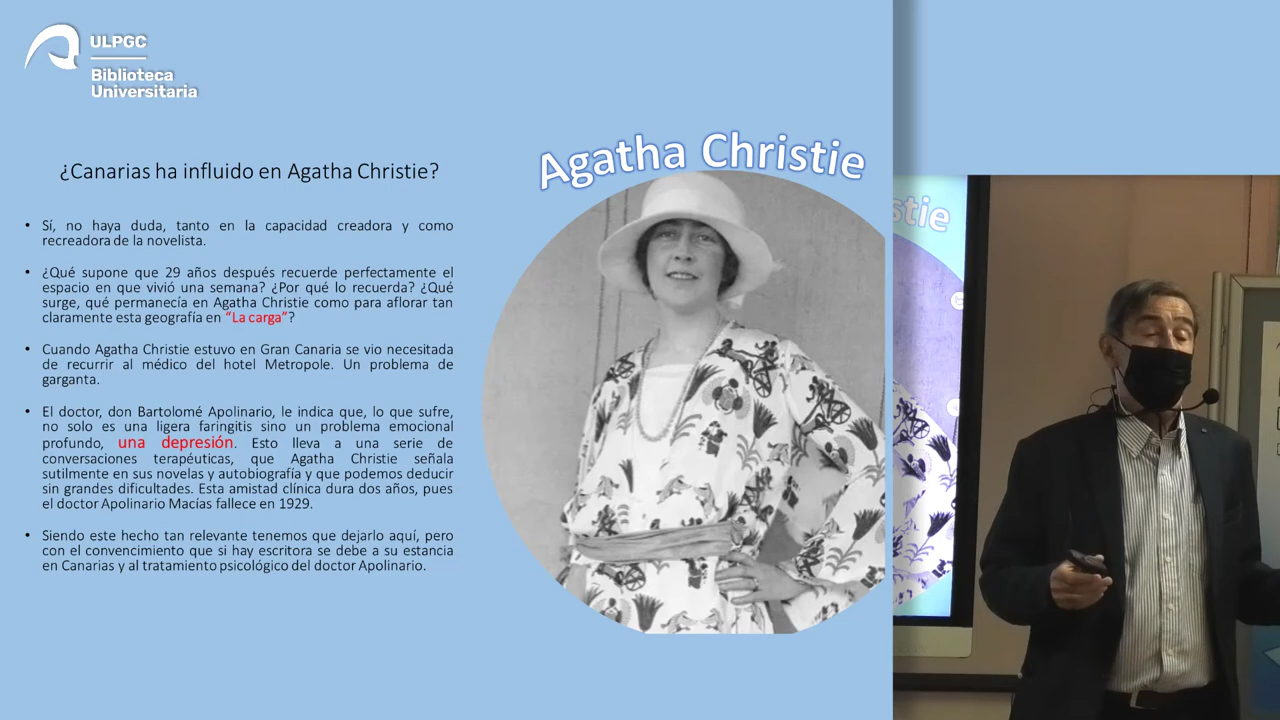 ULPGC
Biblioteca
Universitaria
¿Canarias ha influido en Agatha Christie?
• Sí, no haya duda, tanto en la capacidad creadora y como
recreadora de la novelista.
• ¿Qué supone que 29 años después recuerde perfectamente el
espacio en que vivió una semana? ¿Por qué lo recuerda? ¿Qué
surge, qué permanecía en Agatha Christie como para aflorar tan
claramente esta geografía en “La carga”?
• Cuando Agatha Christie estuvo en Gran Canaria se vio necesitada
de recurrir al médico del hotel Metropole. Un problema de
garganta.
• El doctor, don Bartolomé Apolinario, le indica que, lo que sufre,
no solo es una ligera faringitis sino un problema emocional
profundo, una depresión. Esto lleva a una serie de
conversaciones terapéuticas, que Agatha Christie señala
sutilmente en sus novelas y autobiografía y que podemos deducir
sin grandes dificultades. Esta amistad clínica dura dos años, pues
el doctor Apolinario Macías fallece en 1929.
• Siendo este hecho tan relevante tenemos que dejarlo aquí, pero
con el convencimiento que si hay escritora se debe a su estancia
en Canarias y al tratamiento psicológico del doctor Apolinario.
Agatha Christie
stie